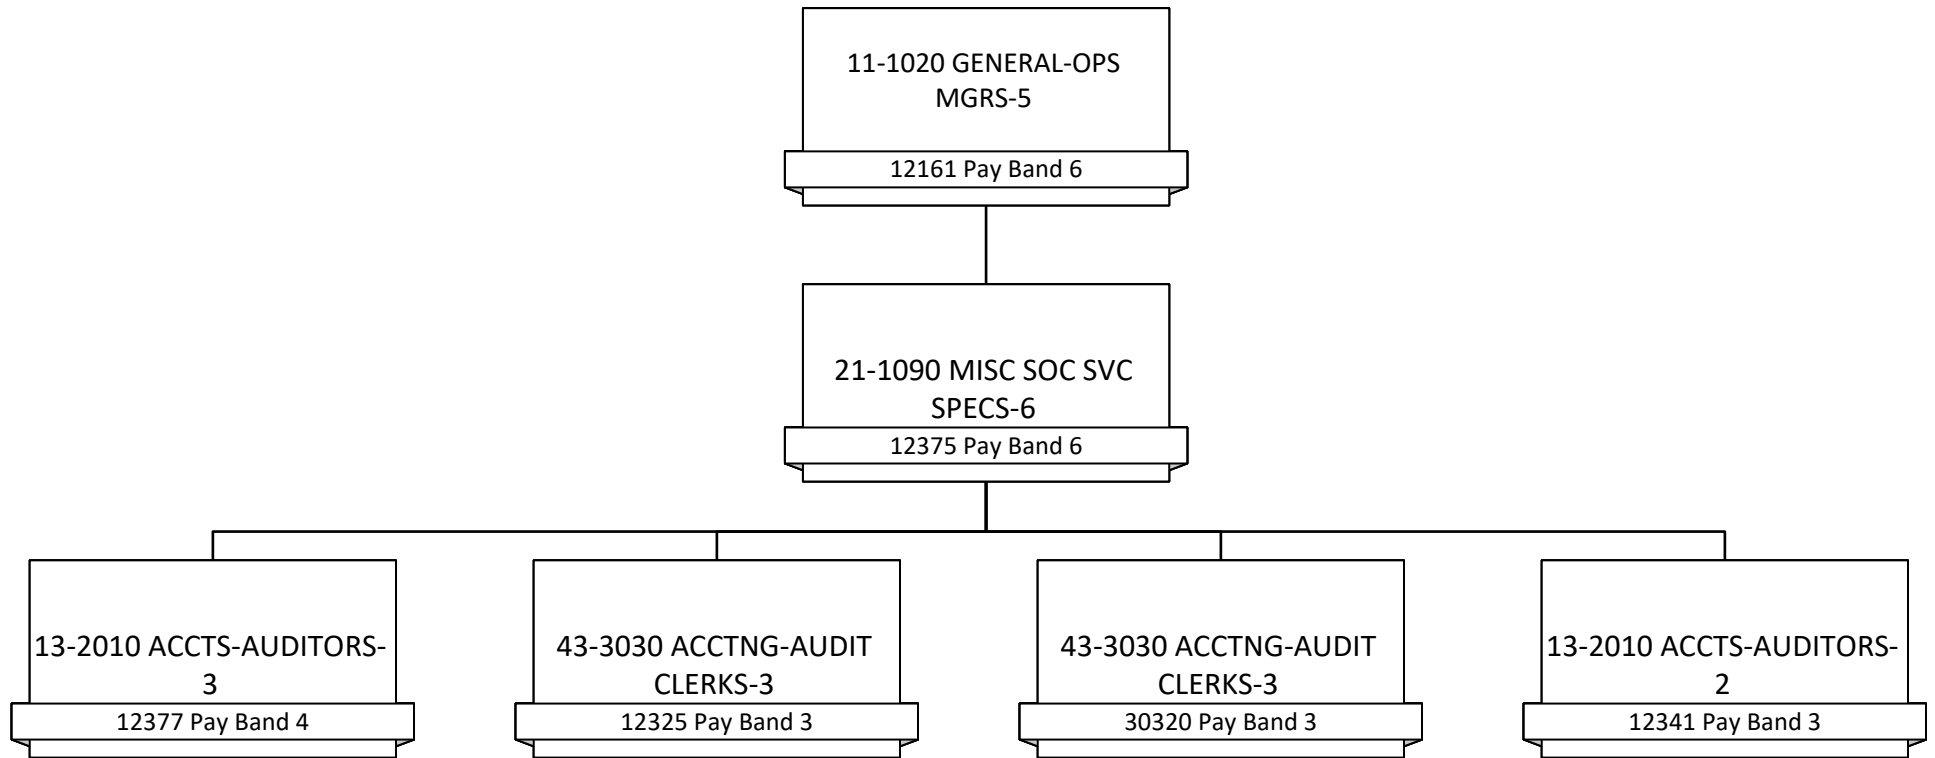 11-1020 GENERAL-OPS
MGRS-5
12161 Pay Band 6
21-1090 MISC SOC SVC
SPECS-6
12375 Pay Band 6
13-2010 ACCTS-AUDITORS-
3
12377 Pay Band 4
43-3030 ACCTNG-AUDIT
CLERKS-3
12325 Pay Band 3
43-3030 ACCTNG-AUDIT
CLERKS-3
30320 Pay Band 3
13-2010 ACCTS-AUDITORS-
2
12341 Pay Band 3